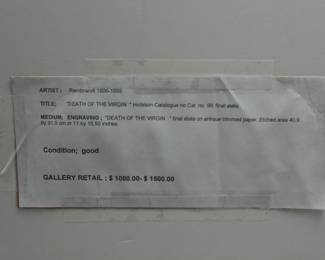 ARTIST: Rembrandt 1606-1669
TITLE; "DEATH OF THE VIRGIN " Hollstein Catalogue no Cat. no. 99. final state
MEDIUM; ENGRAVING ; "DEATH OF THE VIRGIN " final state on antique trimmed paper. Etched area 40.9
by 31.5 cm or 11 by 15.50 inches.
Condition; good
GALLERY RETAIL ; $ 1000.00- $ 1500.00